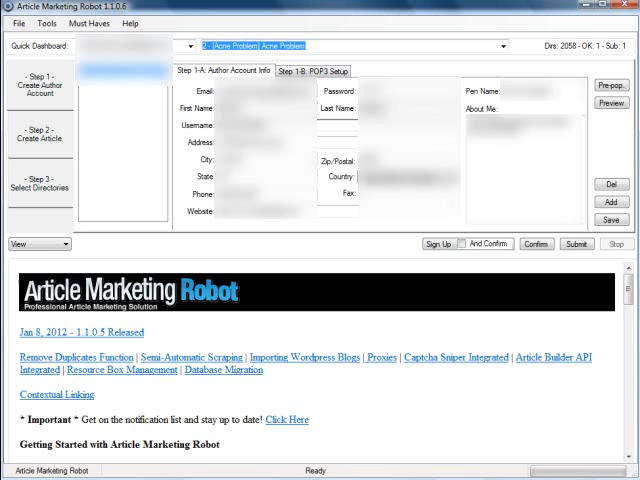 Article Marketing Robot 1.1.0.6
File Tools Must Haves Help
Quick Dashboard: 2 - [Acne Problem] Acne Problem Dirs: 2058 - OK: 1 - Sub: 1
- Step 1 -
Create Author
Account
- Step 2 -
Create Article
- Step 3 -
Select Directories
Step 1-A: Author Account Info Step 1-B: POP3 Setup
Email: Password: Pen Name:
First Name: Last Name: About Me:
Username:
Address:
City: Zip/Postal:
State: Country:
Phone: Fax:
Website:
Pre-pop.
Preview
Del
Add
Save
View Sign Up And Confirm Confirm Submit Stop
Article Marketing Robot
Professional Article Marketing Solution
Jan 8, 2012 - 1.1.0.5 Released
Remove Duplicates Function | Semi-Automatic Scraping | Importing Wordpress Blogs | Proxies | Captcha Sniper Integrated | Article Builder API
Integrated | Resource Box Management | Database Migration
Contextual Linking
* Important * Get on the notification list and stay up to date! Click Here
Getting Started with Article Marketing Robot
Article Marketing Robot Ready